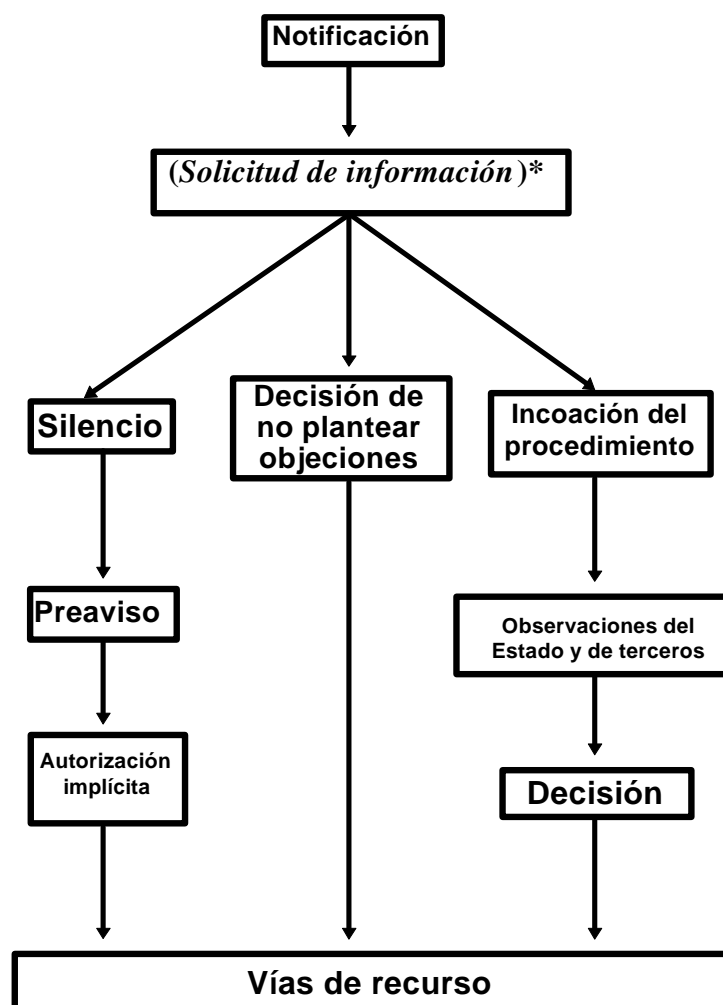 Notificación
(Solicitud de información)*
Silencio
Decisión de
no plantear
objeciones
Incoación del
procedimiento
Preaviso
Observaciones del
Estado y de terceros
Autorización
implícita
Decisión
Vías de recurso